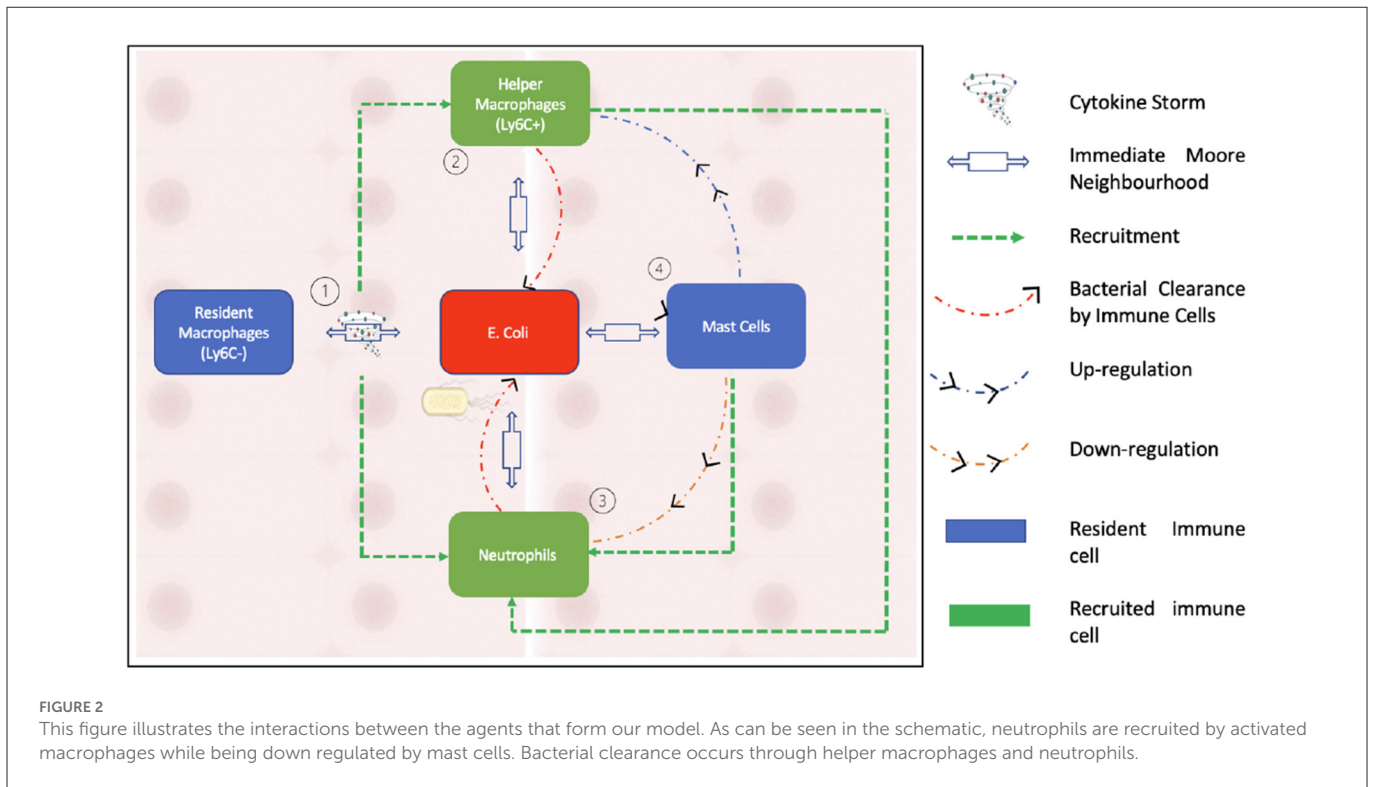 Helper
Macrophages
(Ly6C+)
2
4
1
Resident
Macrophages
(Ly6C-)
E. Coli
Mast Cells
3
Neutrophils
Cytokine Storm
Immediate Moore
Neighbourhood
Recruitment
Bacterial Clearance
by Immune Cells
Up-regulation
Down-regulation
Resident Immune
cell
Recruited immune
cell
FIGURE 2
This figure illustrates the interactions between the agents that form our model. As can be seen in the schematic, neutrophils are recruited by activated
macrophages while being down regulated by mast cells. Bacterial clearance occurs through helper macrophages and neutrophils.